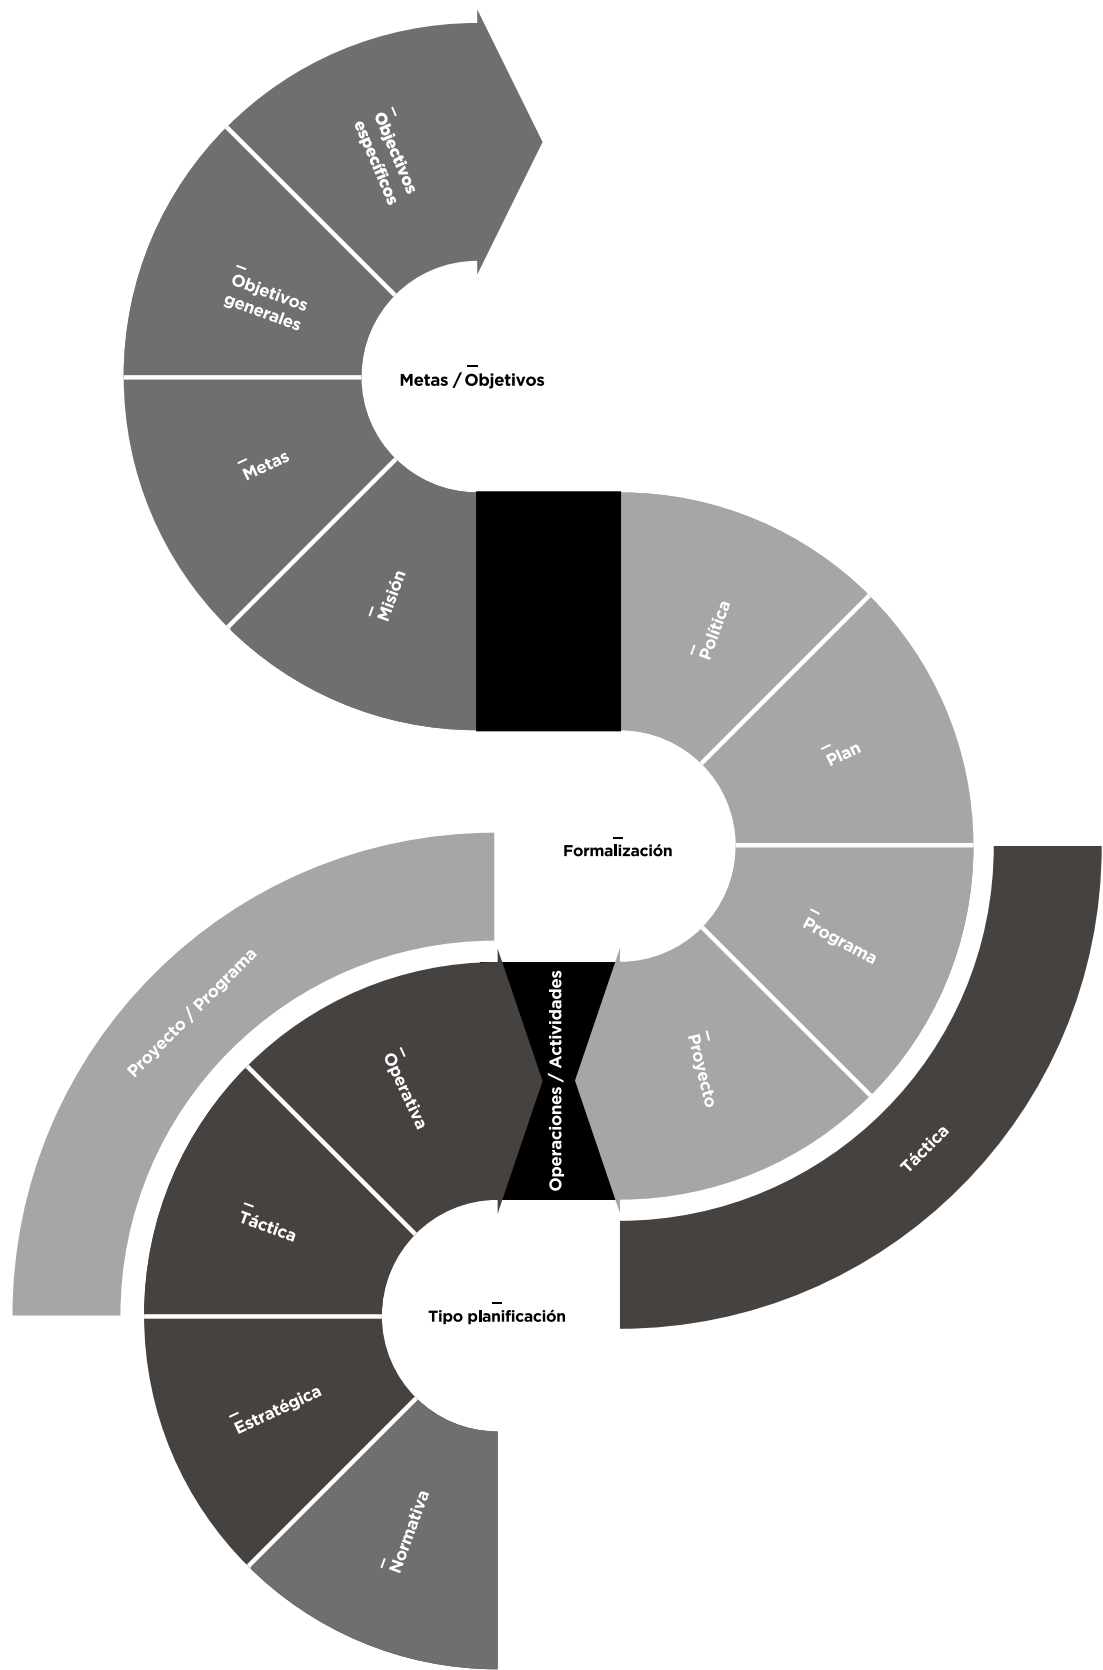 Objectivos
específicos
Objetivos
generales
Metas / Objetivos
Metas
Misión
Política
Plan
Formalización
Programa
Proyecto
Proyecto / Programa
Operaciones / Actividades
Operativa
Táctica
Táctica
Tipo planificación
Estratégica
Normativa